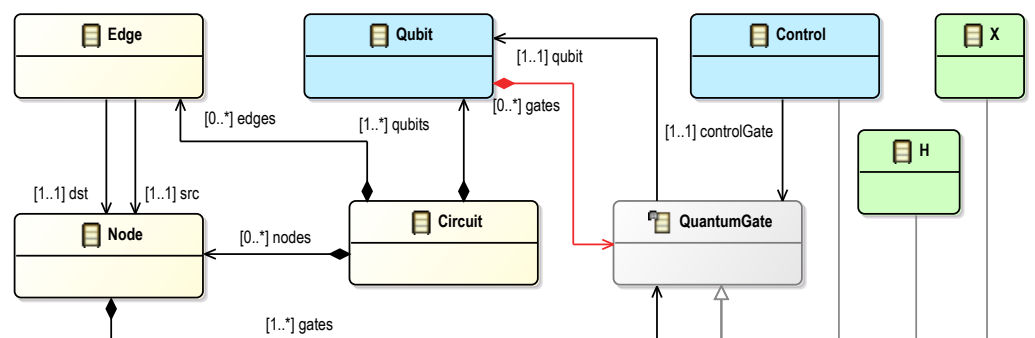 Edge
Qubit
Control
X
[1..1] qubit
[0..*] gates
[0..*] edges
[1..*] qubits
[1..1] controlGate
H
[1..1] dst
[1..1] src
Node
[0..*] nodes
Circuit
QuantumGate
[1..*] gates